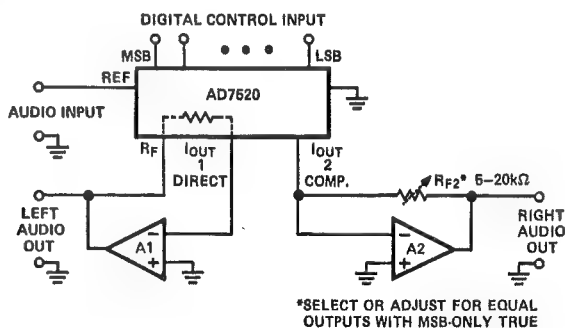 DIGITAL CONTROL INPUT
MSB
LSB
REF
AD7520
AUDIO INPUT
RF
IOUT
1
DIRECT
IOUT
2
COMP.
RF2* 5–20kΩ
LEFT
AUDIO
OUT
A1
–
+
–
+
A2
RIGHT
AUDIO
OUT
*SELECT OR ADJUST FOR EQUAL
OUTPUTS WITH MSB-ONLY TRUE